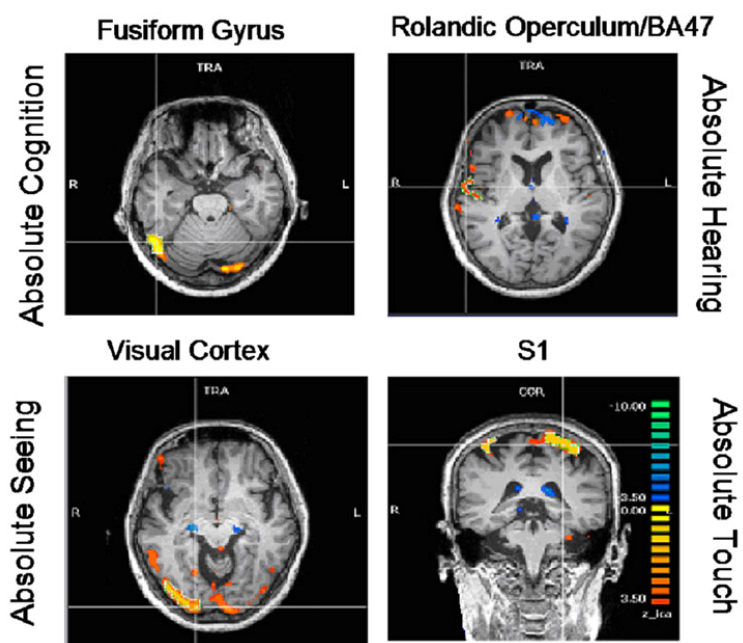 Fusiform Gyrus
Rolandic Operculum/BA47
Absolute Cognition
TRA
R
L
TRA
R
L
Absolute Hearing
Visual Cortex
S1
Absolute Seeing
TRA
R
L
COR
R
L
-10.00
-3.50
0.00
3.50
z_ica
Absolute Touch